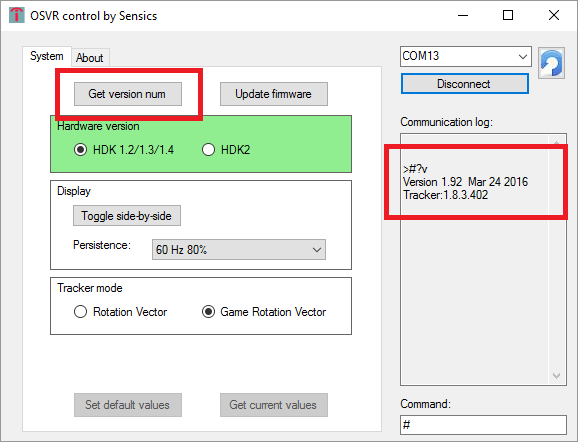 OSVR control by Sensics
System
About
Get version num
Update firmware
Hardware version
HDK 1.2/1.3/1.4
HDK2
Display
Toggle side-by-side
Persistence:
60 Hz 80%
Tracker mode
Rotation Vector
Game Rotation Vector
Set default values
Get current values
COM13
Disconnect
Communication log:
>#?v
Version 1.92  Mar 24 2016
Tracker:1.8.3.402
Command:
#